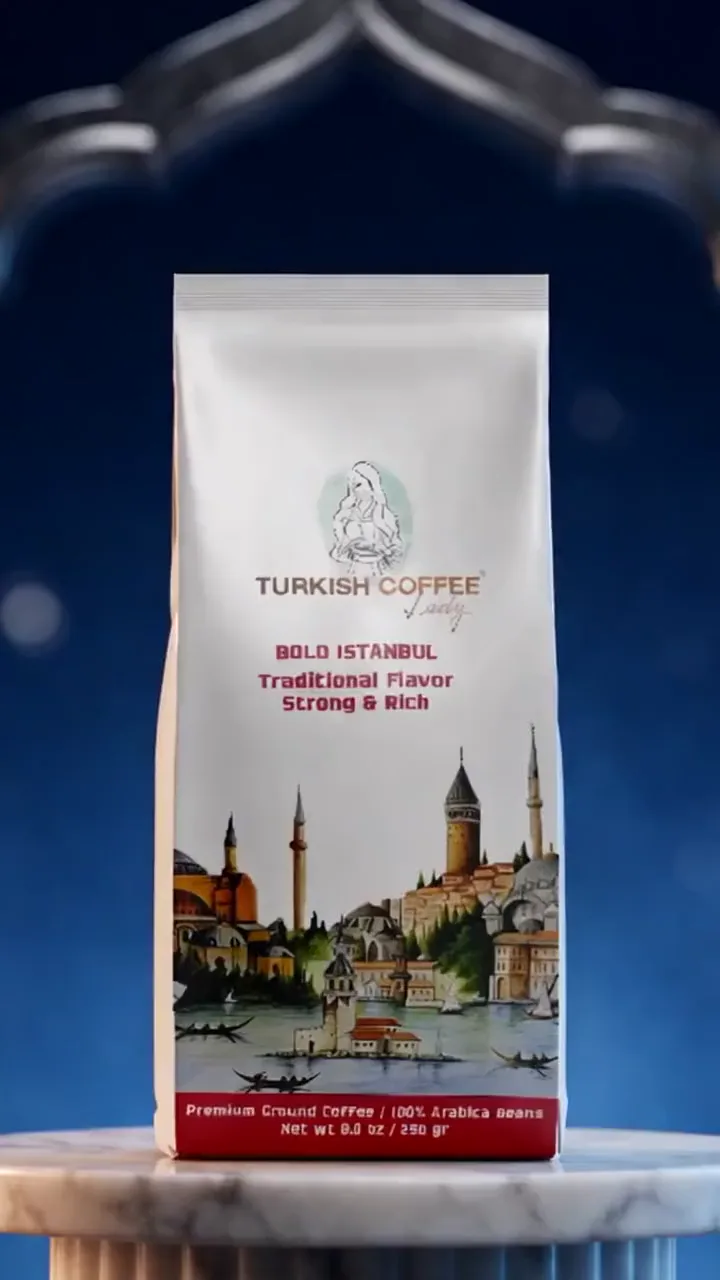 TURKISH COFFEE
Lady
BOLD ISTANBUL
Traditional Flavor
Strong & Rich
Premium Ground Coffee / 100% Arabica Beans
Net wt 8.8 oz / 250 gr